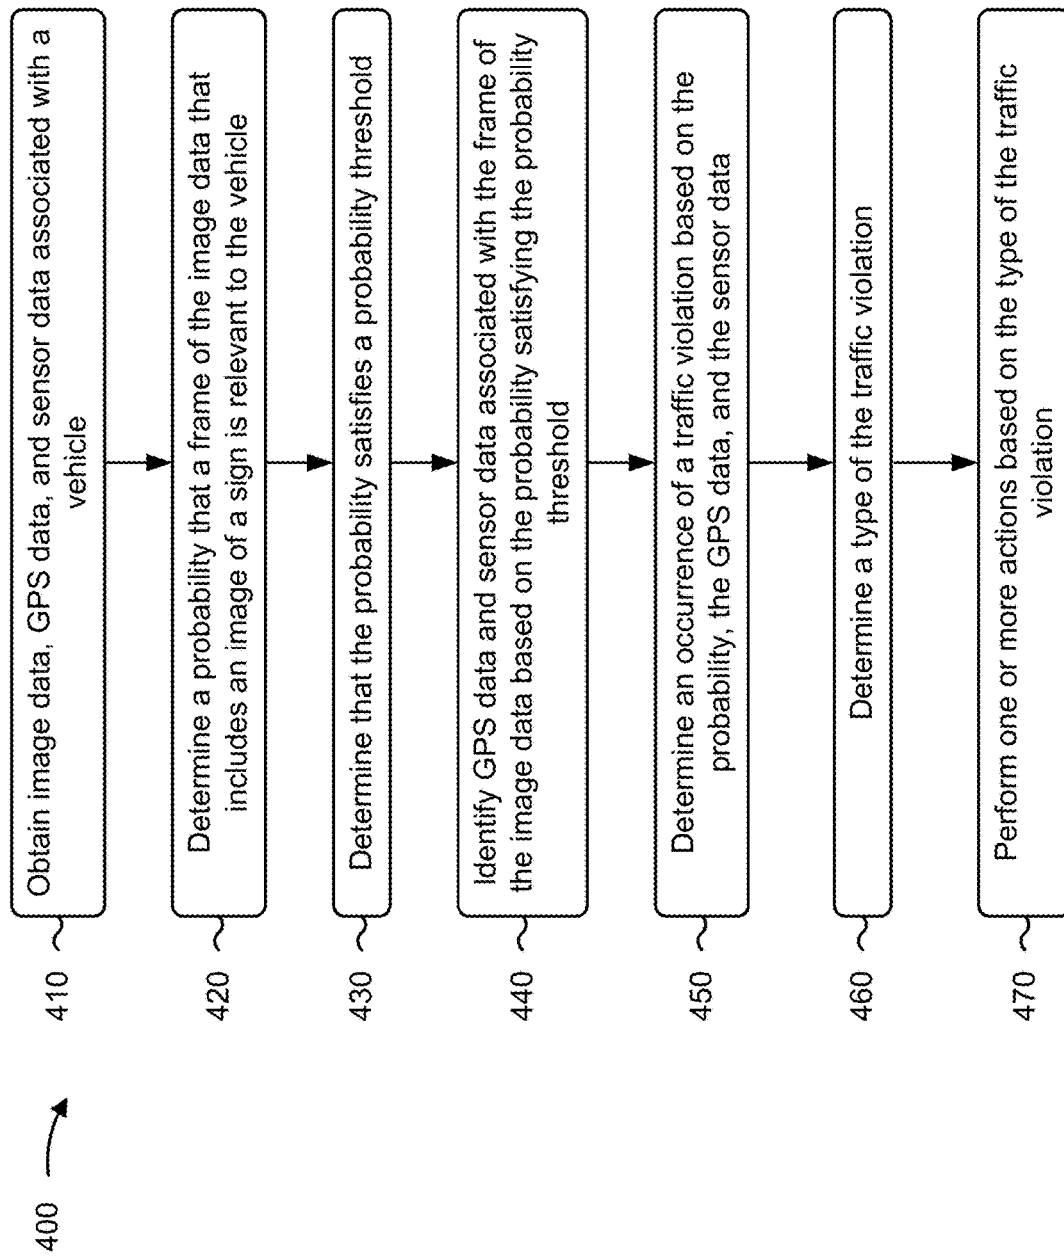 400
410
Obtain image data, GPS data, and sensor data associated with a
vehicle
420
Determine a probability that a frame of the image data that
includes an image of a sign is relevant to the vehicle
430
Determine that the probability satisfies a probability threshold
440
Identify GPS data and sensor data associated with the frame of
the image data based on the probability satisfying the probability
threshold
450
Determine an occurrence of a traffic violation based on the
probability, the GPS data, and the sensor data
460
Determine a type of the traffic violation
470
Perform one or more actions based on the type of the traffic
violation